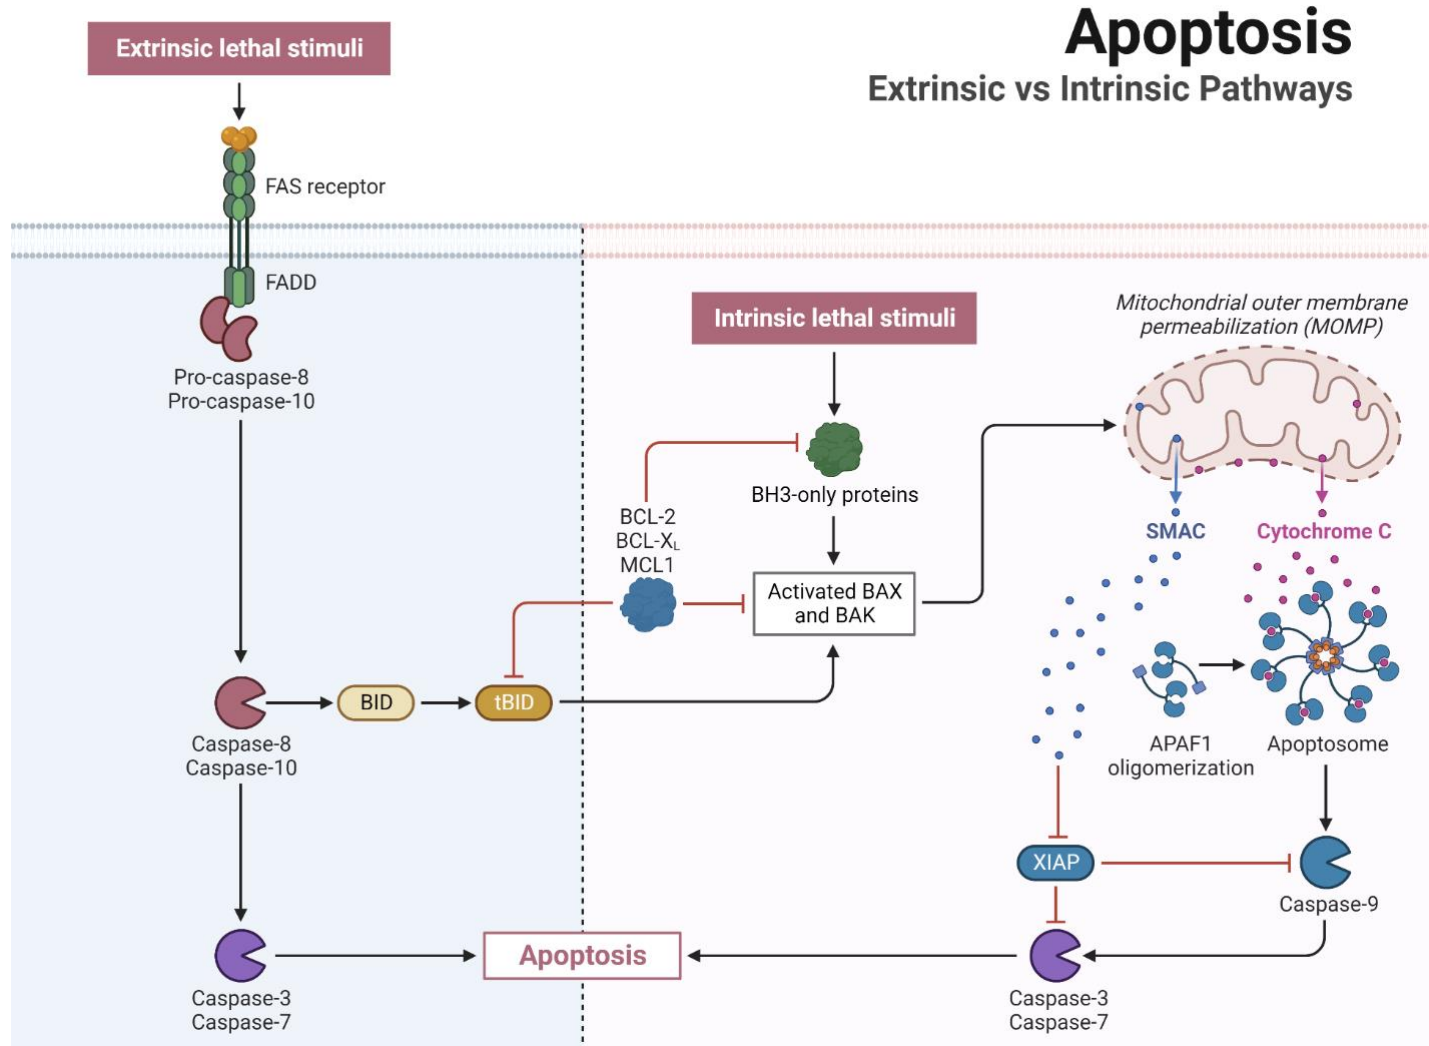 Apoptosis
Extrinsic vs Intrinsic Pathways
Extrinsic lethal stimuli
FAS receptor
FADD
Pro-caspase-8
Pro-caspase-10
Intrinsic lethal stimuli
Mitochondrial outer membrane
permeabilization (MOMP)
BH3-only proteins
BCL-2
BCL-X_L
MCL1
SMAC
Cytochrome C
Activated BAX
and BAK
BID
tBID
Caspase-8
Caspase-10
APAF1
oligomerization
Apoptosome
XIAP
Caspase-9
Apoptosis
Caspase-3
Caspase-7
Caspase-3
Caspase-7